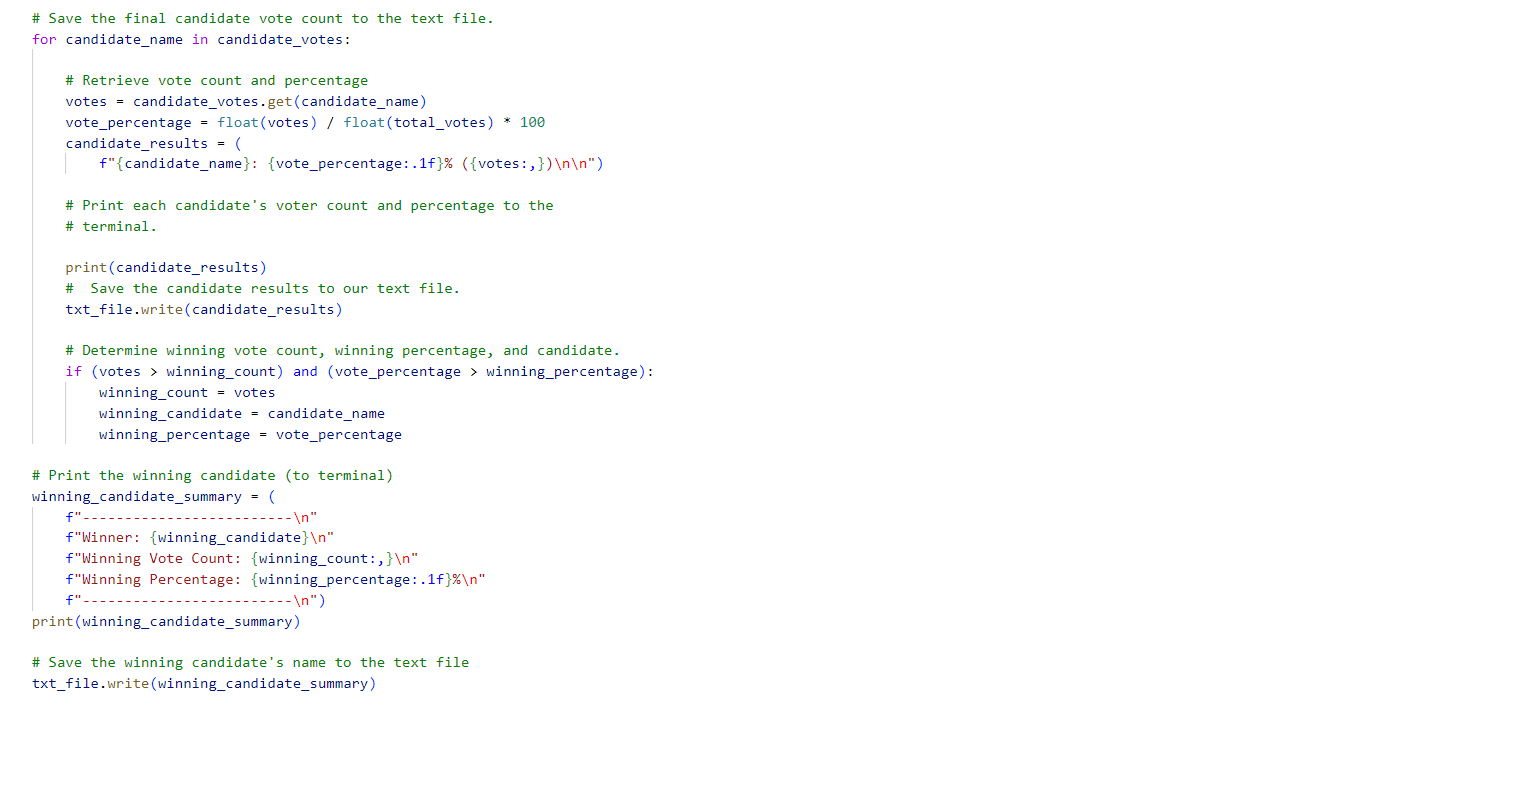 # Save the final candidate vote count to the text file.
for candidate_name in candidate_votes:
# Retrieve vote count and percentage
votes = candidate_votes.get(candidate_name)
vote_percentage = float(votes) / float(total_votes) * 100
candidate_results = (
f"{candidate_name}: {vote_percentage:.1f}% ({votes:,})\n\n")
# Print each candidate's voter count and percentage to the
# terminal.
print(candidate_results)
#  Save the candidate results to our text file.
txt_file.write(candidate_results)
# Determine winning vote count, winning percentage, and candidate.
if (votes > winning_count) and (vote_percentage > winning_percentage):
winning_count = votes
winning_candidate = candidate_name
winning_percentage = vote_percentage
# Print the winning candidate (to terminal)
winning_candidate_summary = (
f"-------------------------\n"
f"Winner: {winning_candidate}\n"
f"Winning Vote Count: {winning_count:,}\n"
f"Winning Percentage: {winning_percentage:.1f}%\n"
f"-------------------------\n")
print(winning_candidate_summary)
# Save the winning candidate's name to the text file
txt_file.write(winning_candidate_summary)